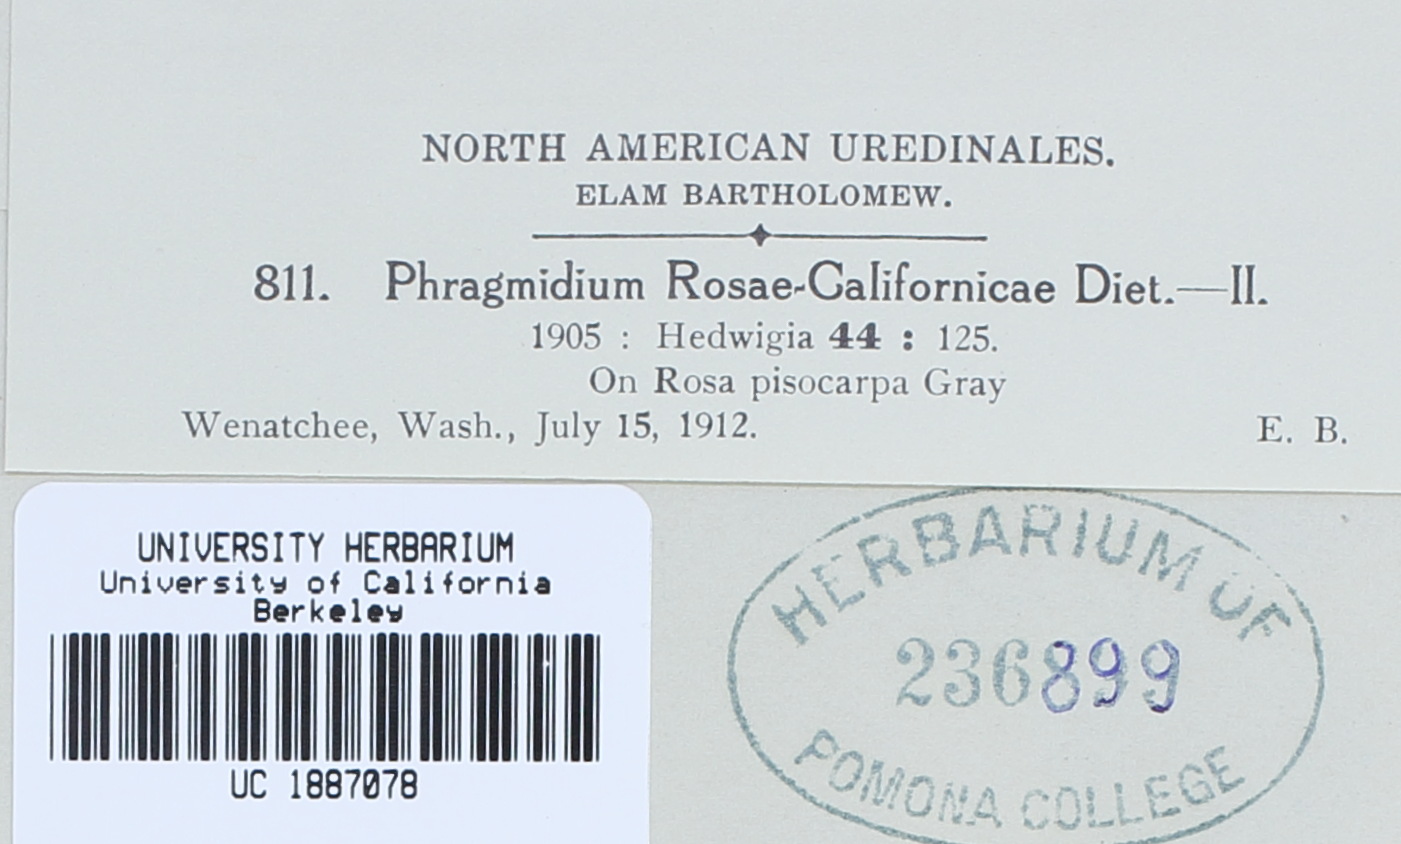 NORTH AMERICAN UREDINALES.
ELAM BARTHOLOMEW.
811. Phragmidium Rosae-Californicae Diet.—II.
1905 : Hedwigia 44 : 125.
On Rosa pisocarpa Gray
Wenatchee, Wash., July 15, 1912. E. B.
UNIVERSITY HERBARIUM
University of California
Berkeley
UC 1887078
HERBARIUM OF
236899
POMONA COLLEGE